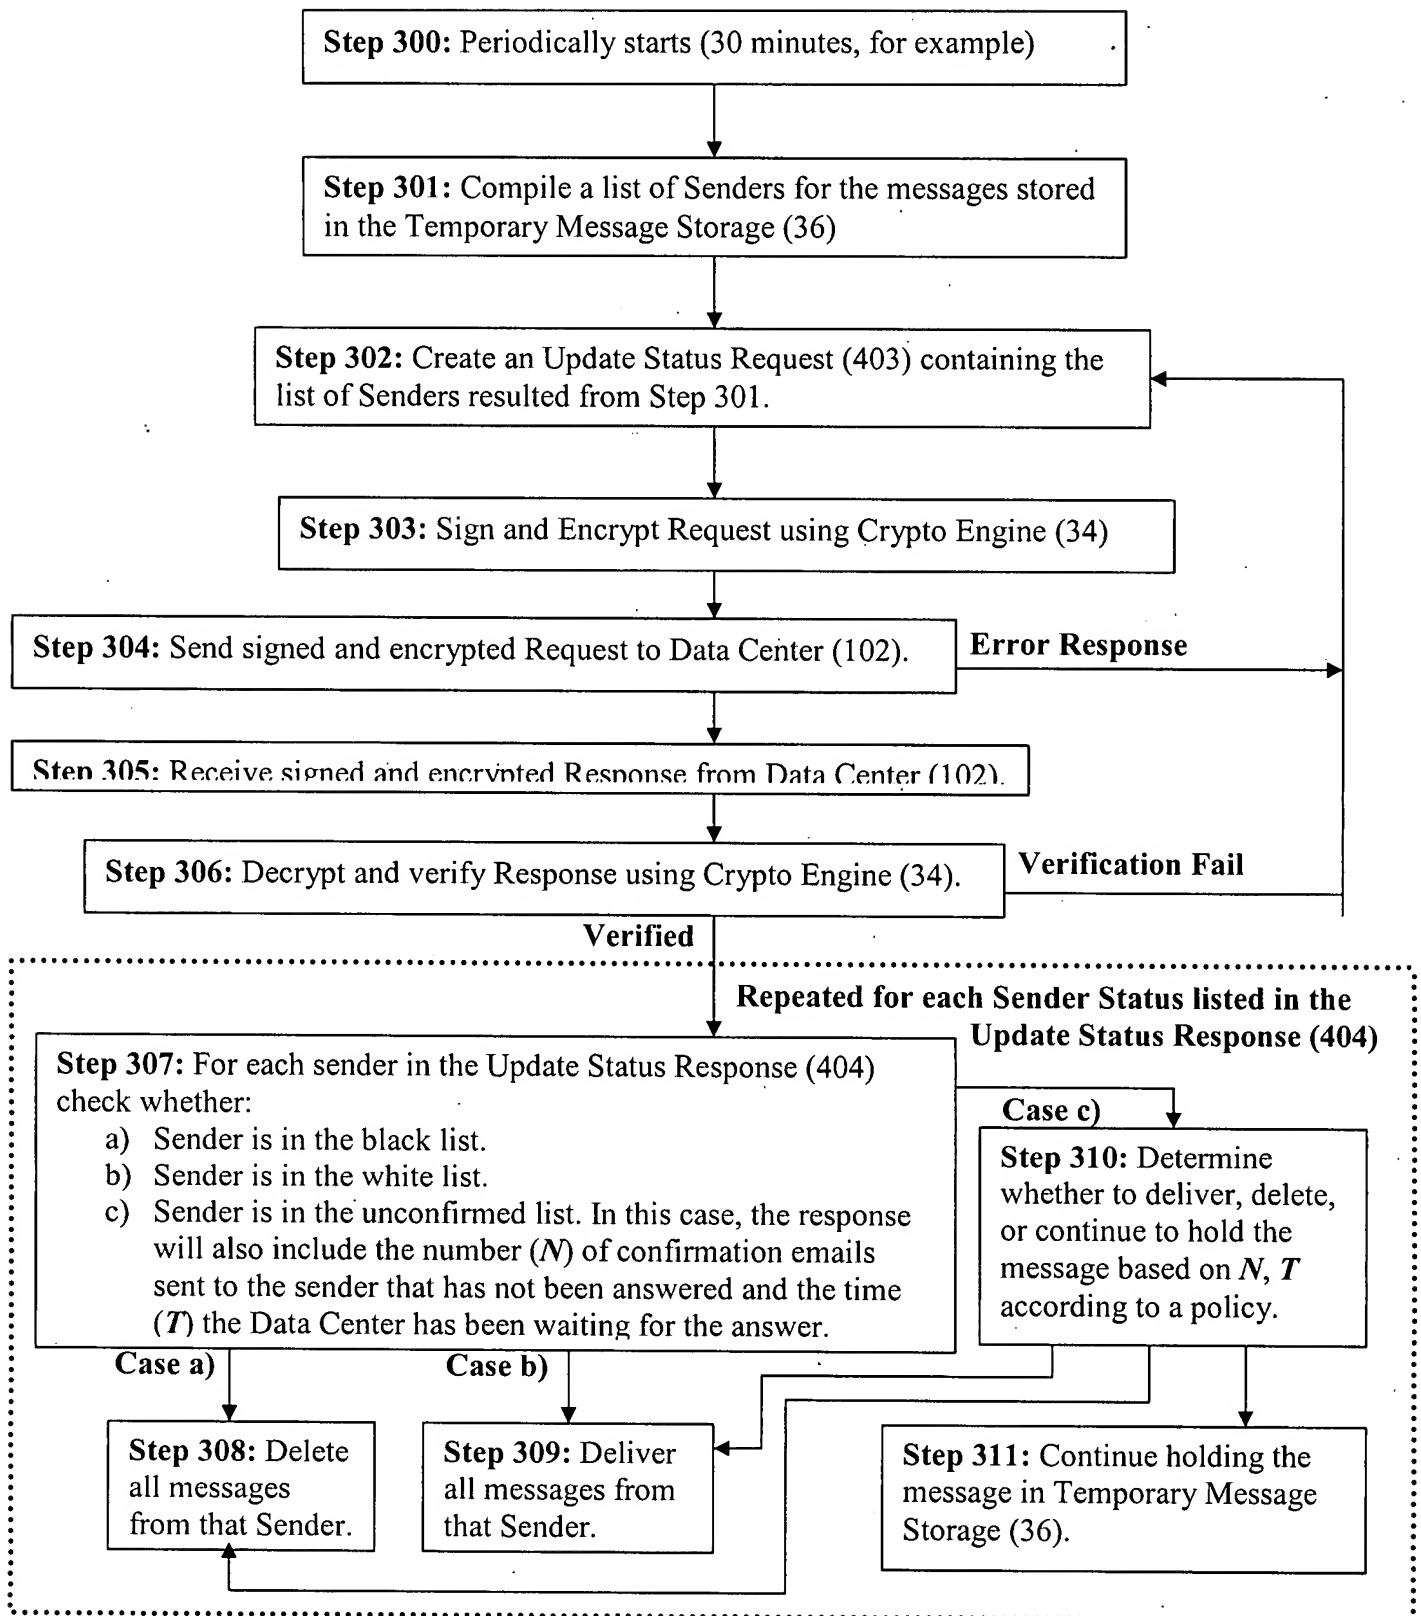 Step 300: Periodically starts (30 minutes, for example)
Step 301: Compile a list of Senders for the messages stored
in the Temporary Message Storage (36)
Step 302: Create an Update Status Request (403) containing the
list of Senders resulted from Step 301.
Step 303: Sign and Encrypt Request using Crypto Engine (34)
Step 304: Send signed and encrypted Request to Data Center (102).
Error Response
Step 305: Receive signed and encrypted Response from Data Center (102).
Step 306: Decrypt and verify Response using Crypto Engine (34).
Verification Fail
Verified
Repeated for each Sender Status listed in the
Update Status Response (404)
Step 307: For each sender in the Update Status Response (404)
check whether:
a) Sender is in the black list.
b) Sender is in the white list.
c) Sender is in the unconfirmed list. In this case, the response
will also include the number (N) of confirmation emails
sent to the sender that has not been answered and the time
(T) the Data Center has been waiting for the answer.
Case c)
Step 310: Determine
whether to deliver, delete,
or continue to hold the
message based on N, T
according to a policy.
Case a)
Case b)
Step 308: Delete
all messages
from that Sender.
Step 309: Deliver
all messages from
that Sender.
Step 311: Continue holding the
message in Temporary Message
Storage (36).